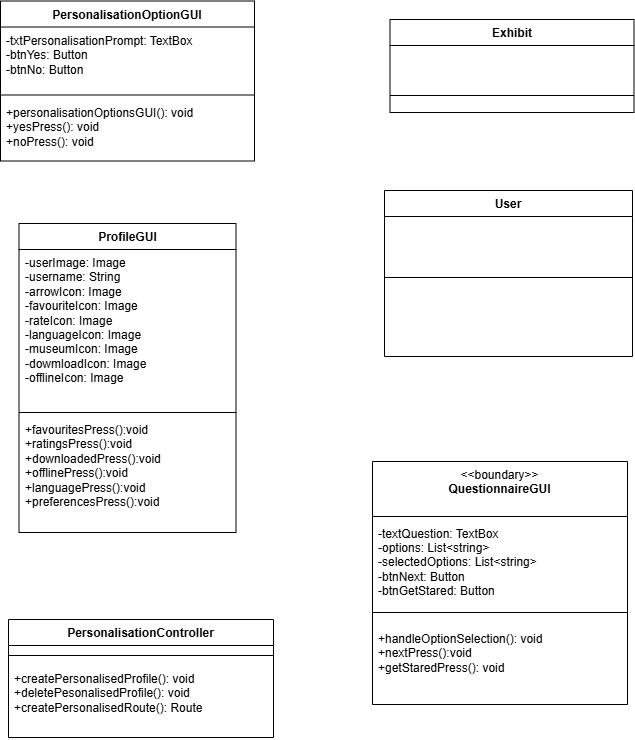 PersonalisationOptionGUI
-txtPersonalisationPrompt: TextBox
-btnYes: Button
-btnNo: Button
+personalisationOptionsGUI(): void
+yesPress(): void
+noPress(): void
Exhibit
User
ProfileGUI
-userImage: Image
-username: String
-arrowIcon: Image
-favouriteIcon: Image
-rateIcon: Image
-languageIcon: Image
-museumIcon: Image
-dowmloadIcon: Image
-offlineIcon: Image
+favouritesPress():void
+ratingsPress():void
+downloadedPress():void
+offlinePress():void
+languagePress():void
+preferencesPress():void
<<boundary>>
QuestionnaireGUI
-textQuestion: TextBox
-options: List<string>
-selectedOptions: List<string>
-btnNext: Button
-btnGetStared: Button
+handleOptionSelection(): void
+nextPress():void
+getStaredPress(): void
PersonalisationController
+createPersonalisedProfile(): void
+deletePesonalisedProfile(): void
+createPersonalisedRoute(): Route